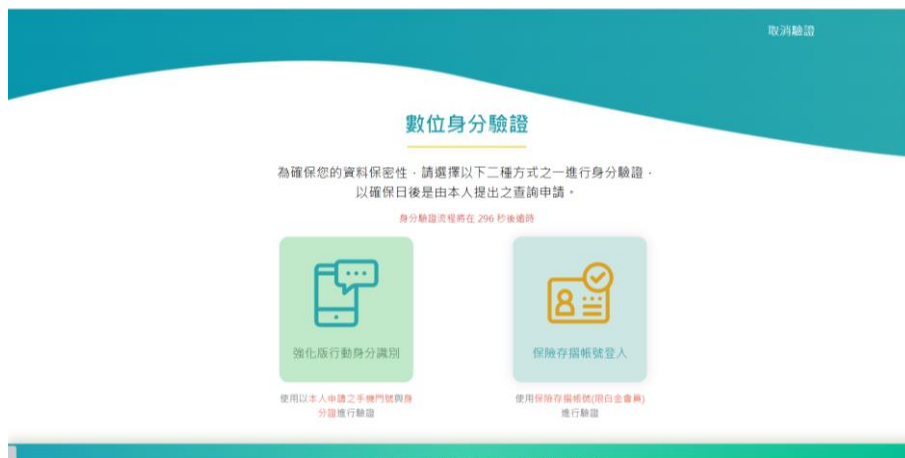 取消驗證
數位身分驗證
為確保您的資料保密性，請選擇以下二種方式之一進行身分驗證，
以確保日後是由本人提出之查詢申請。
身分驗證流程將在 296 秒後逾時
強化版行動身分識別
保險存摺帳號登入
使用以本人申請之手機門號與身
分證進行驗證
使用保險存摺帳號(限白金會員)
進行驗證